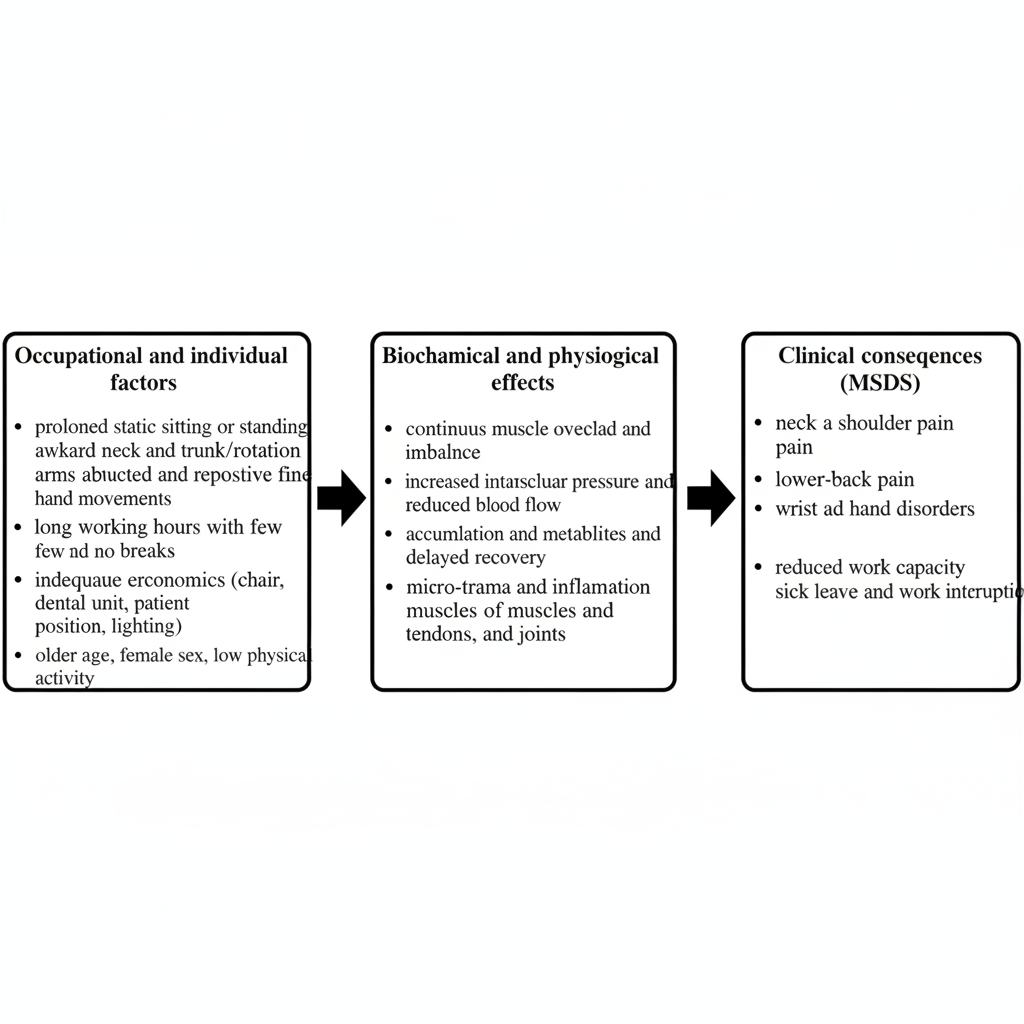 Occupational and individual
factors
• proloned static sitting or standing
awkard neck and trunk/rotation
arms abtucted and repostive fine
hand movements
• long working hours with few
few nd no breaks
• indequaue erconomics (chair,
dental unit, patient
position, lighting)
• older age, female sex, low physical
activity
Biochamical and physiogical
effects
• continuus muscle oveclad and
imbalnce
• increased intarscluar pressure and
reduced blood flow
• accumlation and metablites and
delayed recovery
• micro-trama and inflamation
muscles of muscles and
tendons, and joints
Clinical conseqences
(MSDS)
• neck a shoulder pain
pain
• lower-back pain
• wrist ad hand disorders
• reduced work capacity
sick leave and work interruptio